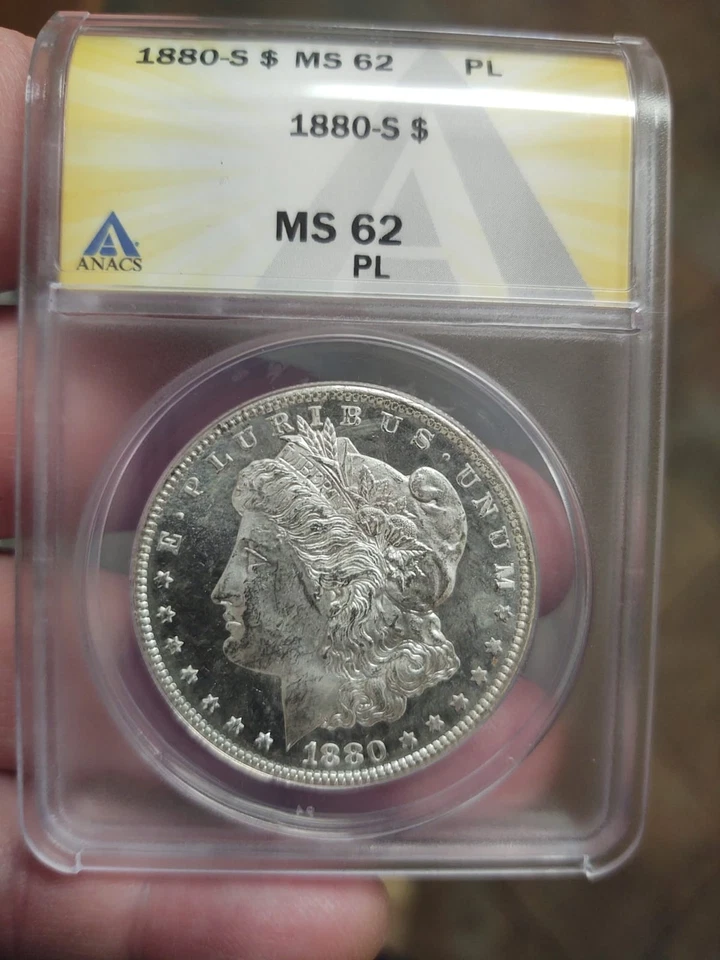 1880-S $ MS 62 PL
1880-S $
MS 62
PL
ANACS
E · PLURIBUS · UNUM
LIBERTY
1880